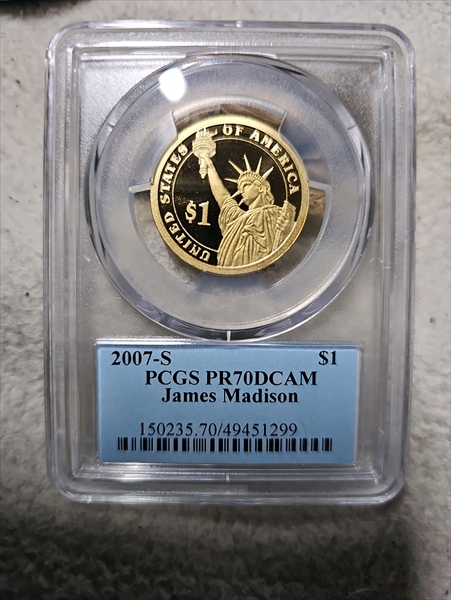 UNITED STATES OF AMERICA
$1
2007-S $1
PCGS PR70DCAM
James Madison
150235.70/49451299